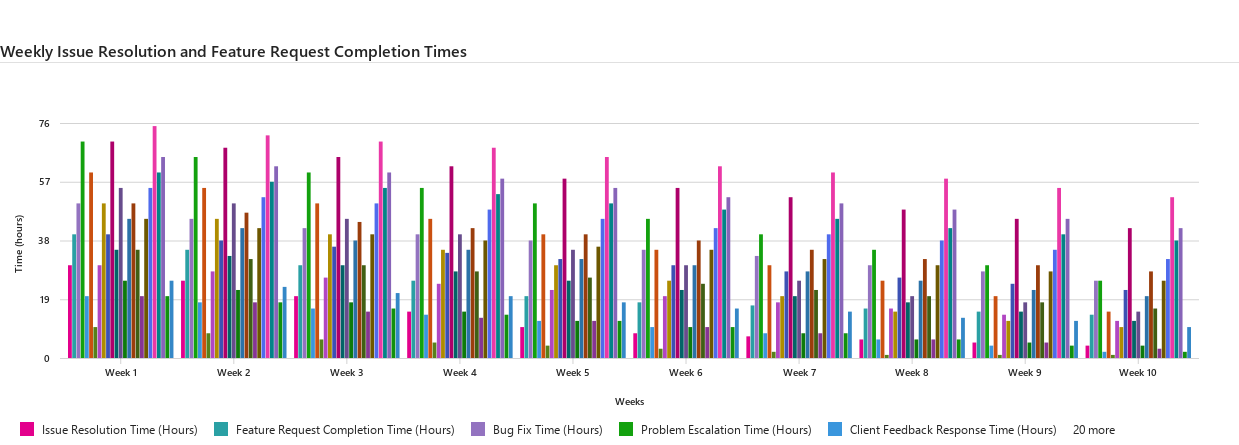 Weekly Issue Resolution and Feature Request Completion Times
76
57
38
19
0
Time (hours)
Week 1 Week 2 Week 3 Week 4 Week 5 Week 6 Week 7 Week 8 Week 9 Week 10
Weeks
Issue Resolution Time (Hours) Feature Request Completion Time (Hours) Bug Fix Time (Hours) Problem Escalation Time (Hours) Client Feedback Response Time (Hours) 20 more